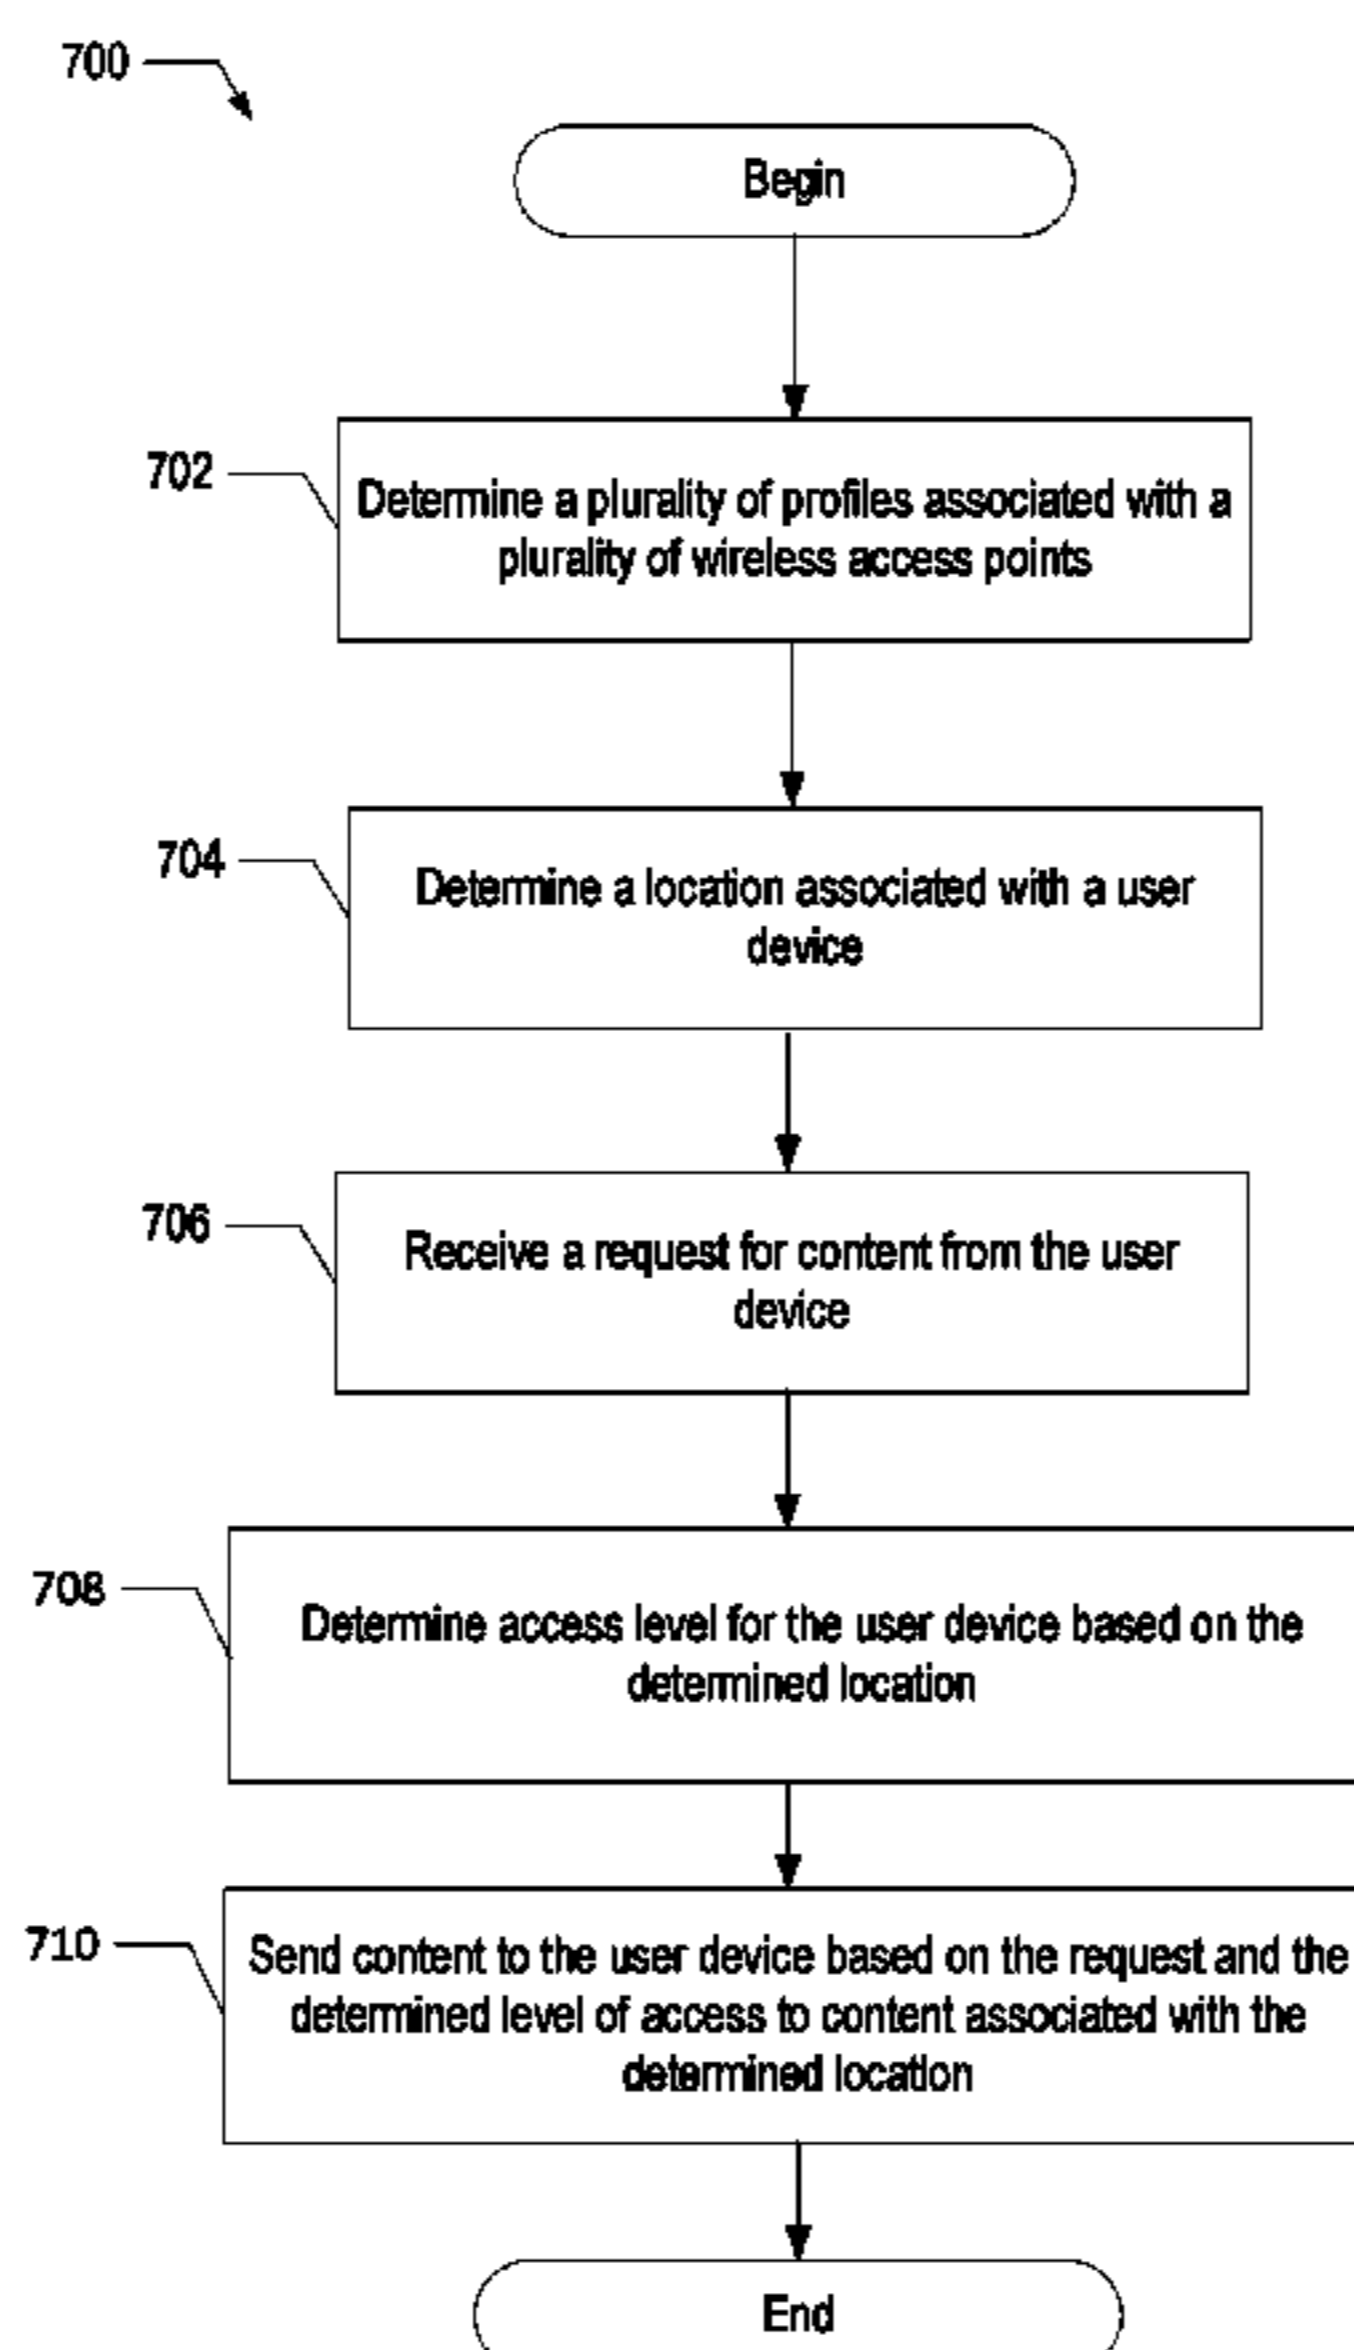 700
Begin
702
Determine a plurality of profiles associated with a
plurality of wireless access points
704
Determine a location associated with a user
device
706
Receive a request for content from the user
device
708
Determine access level for the user device based on the
determined location
710
Send content to the user device based on the request and the
determined level of access to content associated with the
determined location
End